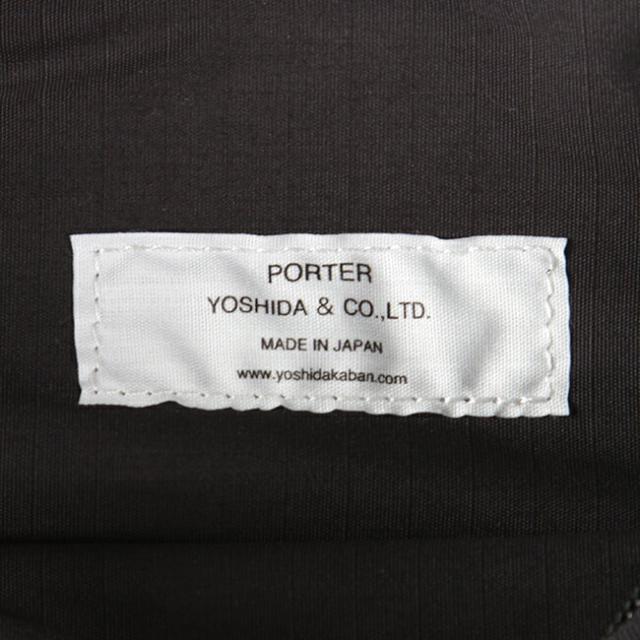 PORTER
YOSHIDA & CO.,LTD.
MADE IN JAPAN
www.yoshidakaban.com